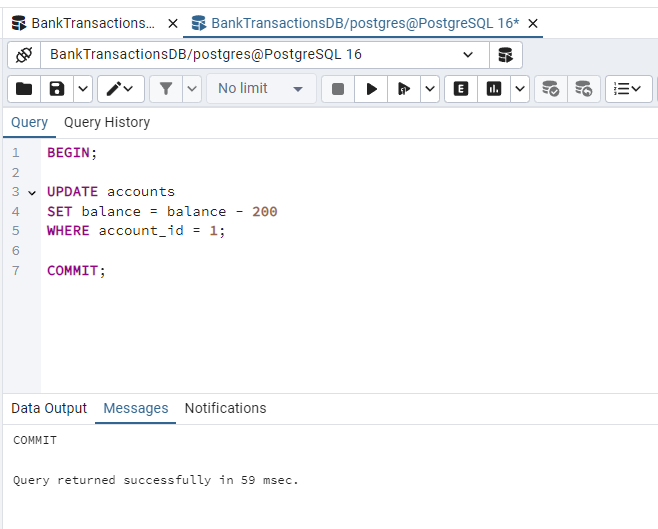 BankTransactions... BankTransactionsDB/postgres@PostgreSQL 16*
BankTransactionsDB/postgres@PostgreSQL 16
No limit E
Query Query History
1 BEGIN;
2
3 UPDATE accounts
4 SET balance = balance - 200
5 WHERE account_id = 1;
6
7 COMMIT;
Data Output Messages Notifications
COMMIT
Query returned successfully in 59 msec.